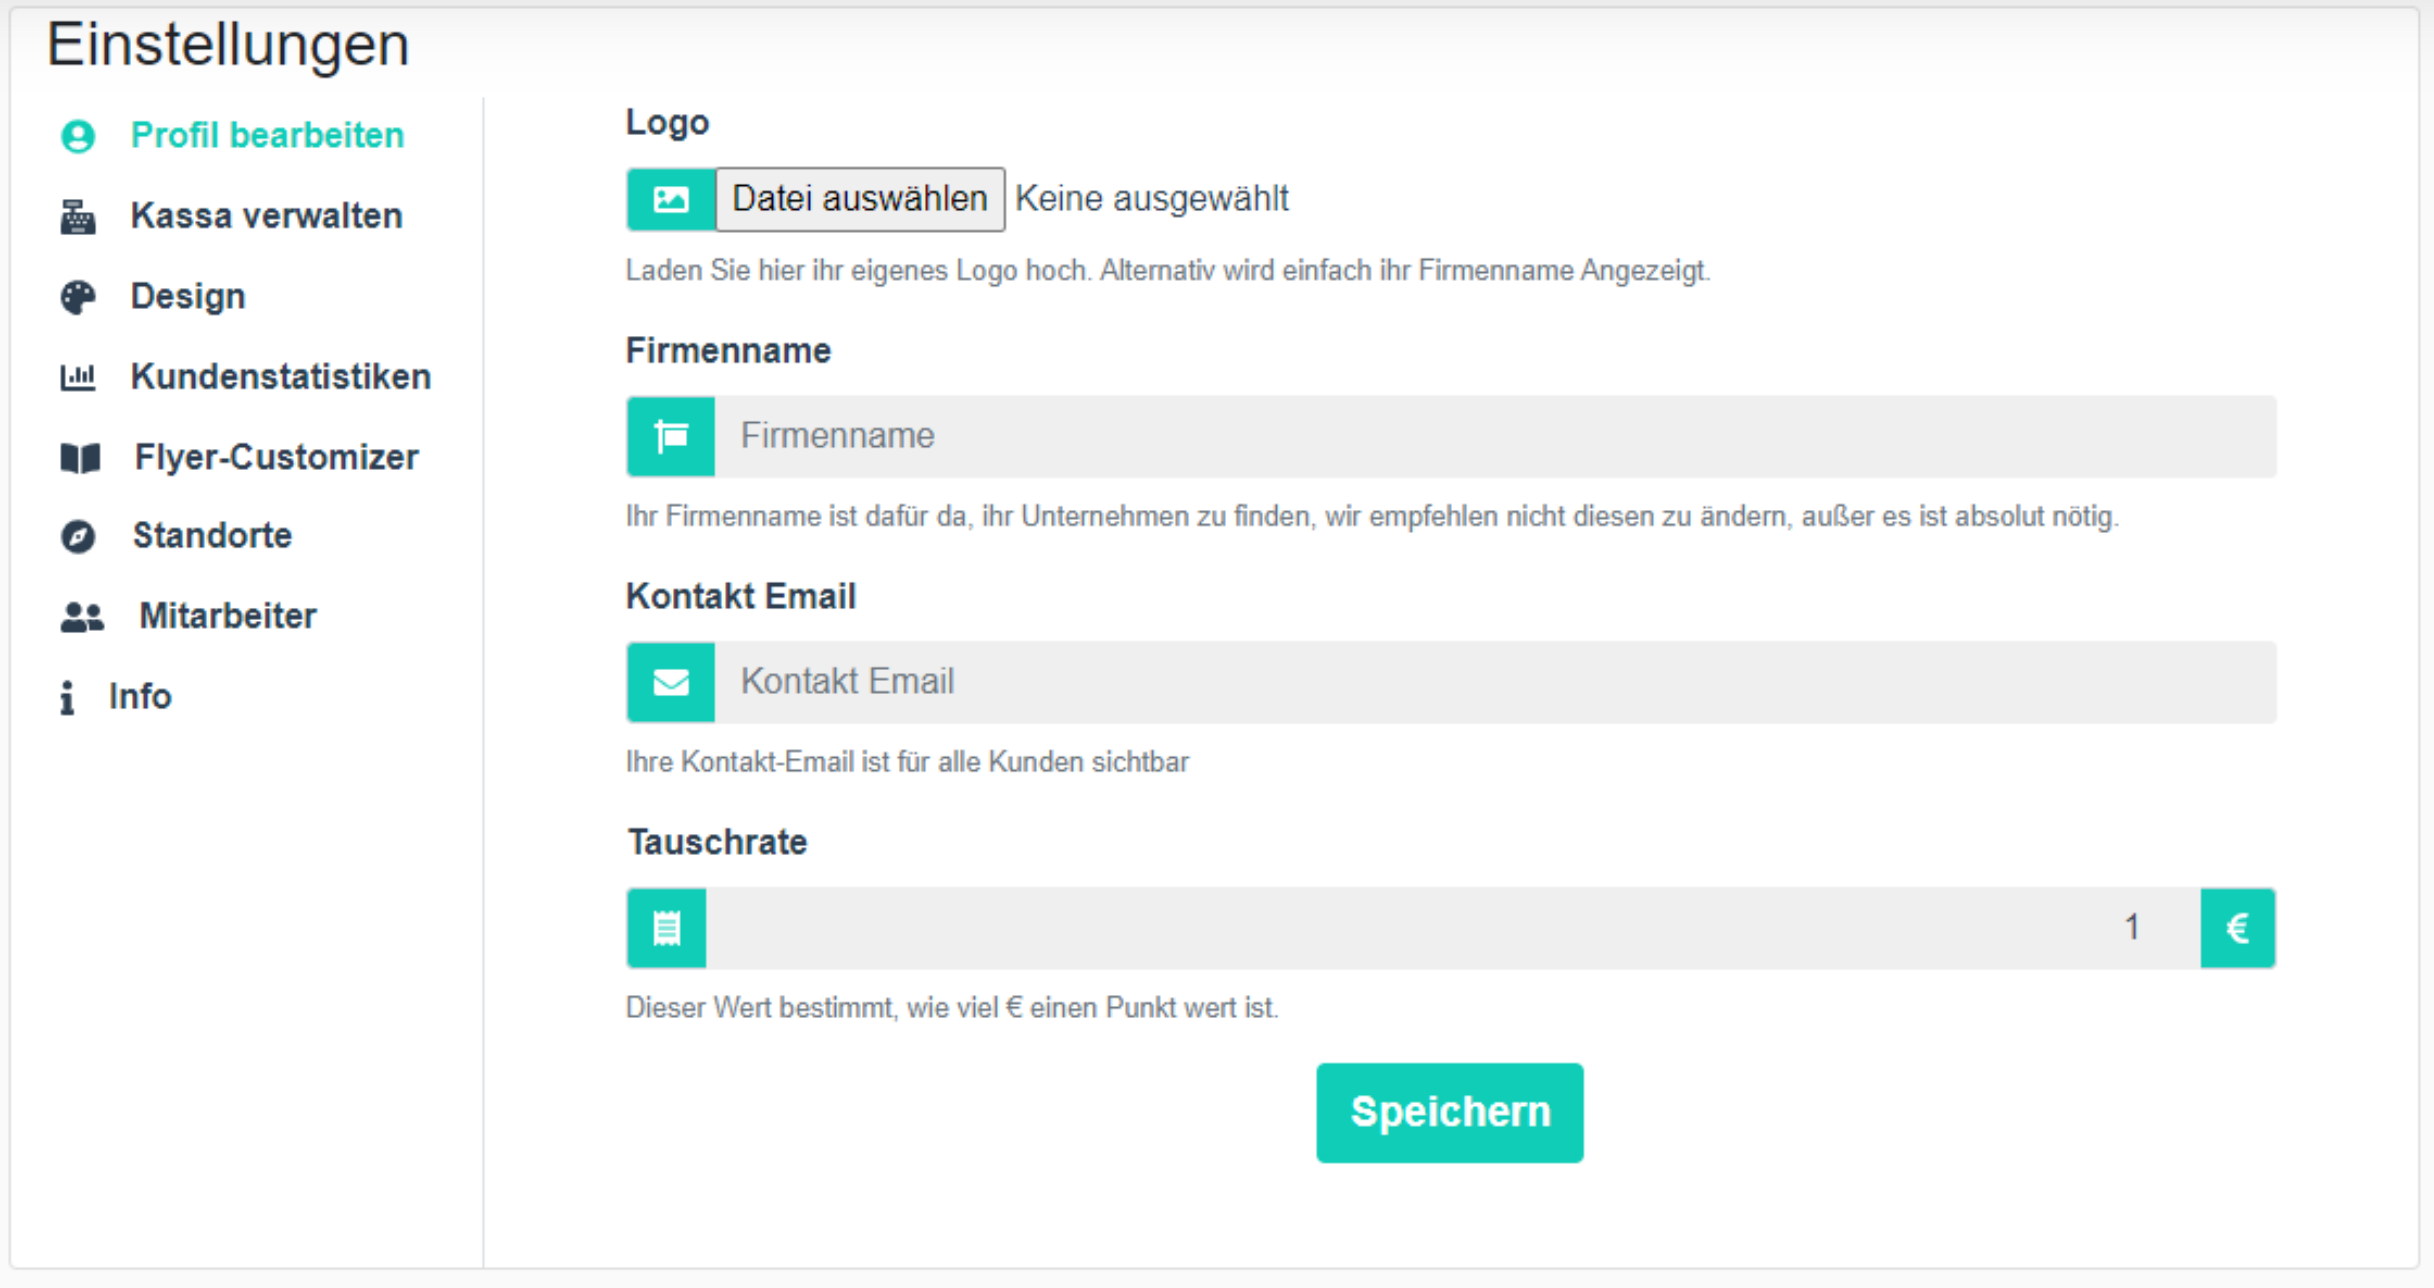 Einstellungen
Profil bearbeiten
Kassa verwalten
Design
Kundenstatistiken
Flyer-Customizer
Standorte
Mitarbeiter
Info
Logo
Datei auswählen Keine ausgewählt
Laden Sie hier ihr eigenes Logo hoch. Alternativ wird einfach ihr Firmenname Angezeigt.
Firmenname
Firmenname
Ihr Firmenname ist dafür da, ihr Unternehmen zu finden, wir empfehlen nicht diesen zu ändern, außer es ist absolut nötig.
Kontakt Email
Kontakt Email
Ihre Kontakt-Email ist für alle Kunden sichtbar
Tauschrate
1 €
Dieser Wert bestimmt, wie viel € einen Punkt wert ist.
Speichern